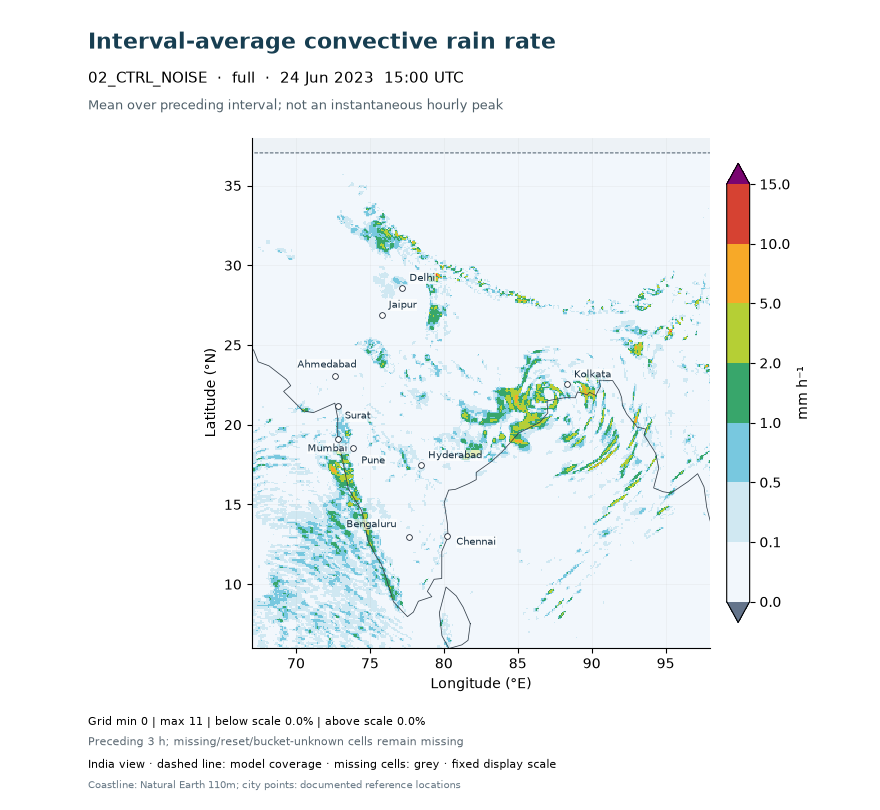 Interval-average convective rain rate
02_CTRL_NOISE · full · 24 Jun 2023 15:00 UTC
Mean over preceding interval; not an instantaneous hourly peak
35
30
25
20
15
10
Latitude (°N)
70
75
80
85
90
95
Longitude (°E)
Delhi
Jaipur
Ahmedabad
Kolkata
Surat
Mumbai
Pune
Hyderabad
Bengaluru
Chennai
15.0
10.0
5.0
2.0
1.0
0.5
0.1
0.0
mm h⁻¹
Grid min 0 | max 11 | below scale 0.0% | above scale 0.0%
Preceding 3 h; missing/reset/bucket-unknown cells remain missing
India view · dashed line: model coverage · missing cells: grey · fixed display scale
Coastline: Natural Earth 110m; city points: documented reference locations